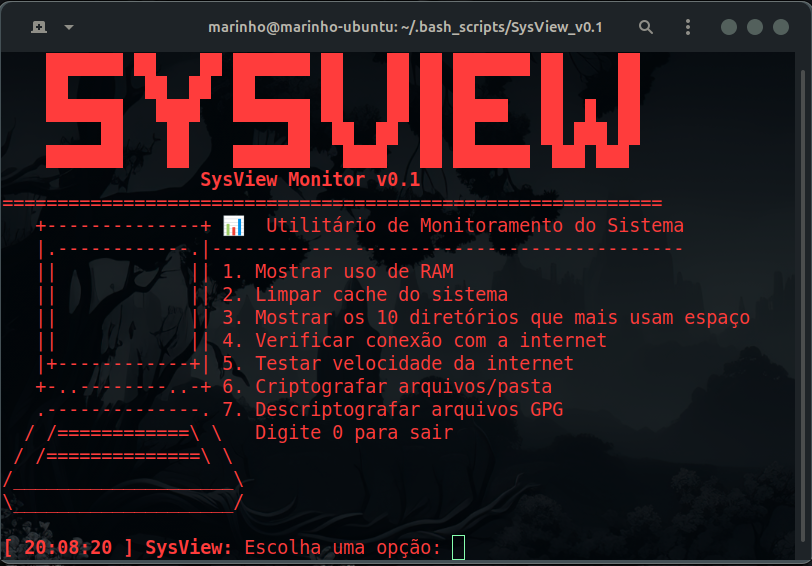 marinho@marinho-ubuntu: ~/.bash_scripts/SysView_v0.1
SYSVIEW
SysView Monitor v0.1
============================================================
+--------------+ 📊  Utilitário de Monitoramento do Sistema
|.------------.|-------------------------------------------
||            || 1. Mostrar uso de RAM
||            || 2. Limpar cache do sistema
||            || 3. Mostrar os 10 diretórios que mais usam espaço
||            || 4. Verificar conexão com a internet
|+------------+| 5. Testar velocidade da internet
+-..--------..-+ 6. Criptografar arquivos/pasta
.--------------. 7. Descriptografar arquivos GPG
/ /============\ \   Digite 0 para sair
/ /==============\ \
/____________________\
\____________________/
[ 20:08:20 ] SysView: Escolha uma opção: